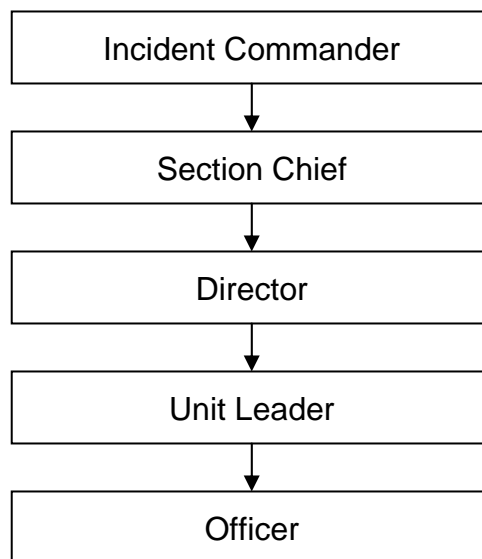 Incident Commander
Section Chief
Director
Unit Leader
Officer